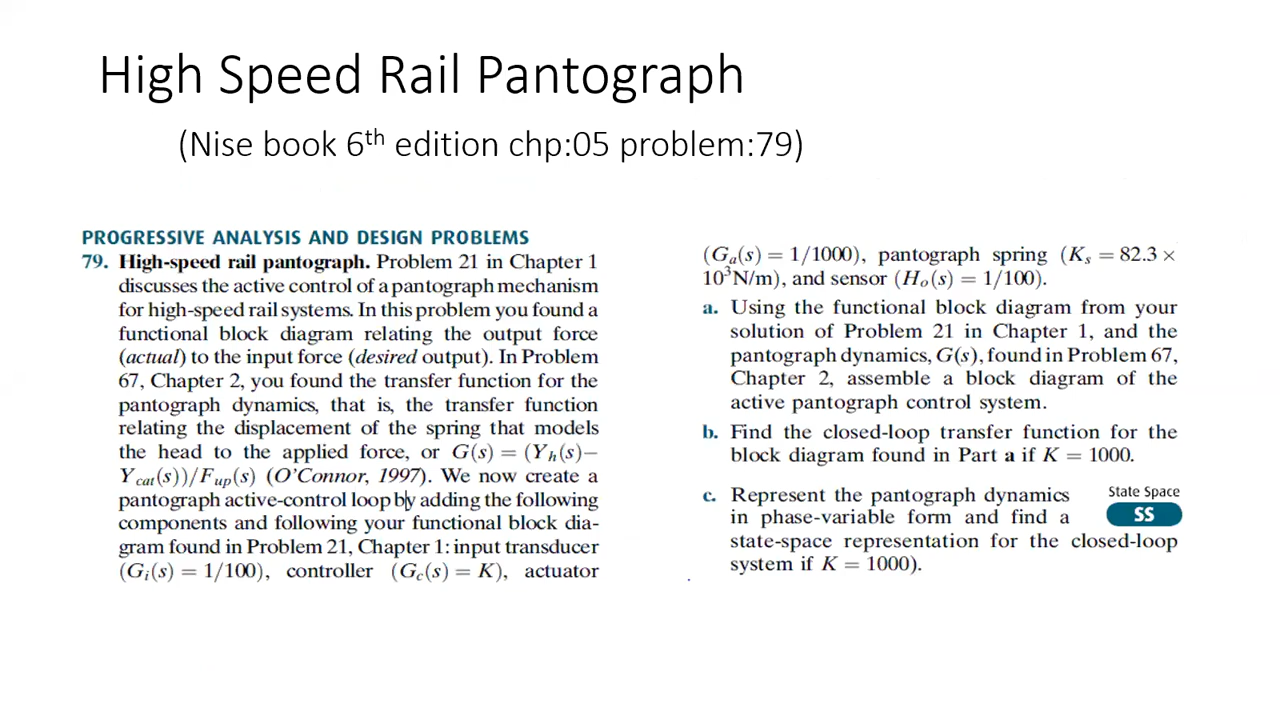 High Speed Rail Pantograph
(Nise book 6th edition chp:05 problem:79)
PROGRESSIVE ANALYSIS AND DESIGN PROBLEMS
79. High-speed rail pantograph. Problem 21 in Chapter 1
discusses the active control of a pantograph mechanism
for high-speed rail systems. In this problem you found a
functional block diagram relating the output force
(actual) to the input force (desired output). In Problem
67, Chapter 2, you found the transfer function for the
pantograph dynamics, that is, the transfer function
relating the displacement of the spring that models
the head to the applied force, or G(s) = (Yh(s)−
Ycat(s))/Fup(s) (O'Connor, 1997). We now create a
pantograph active-control loop by adding the following
components and following your functional block dia-
gram found in Problem 21, Chapter 1: input transducer
(Gi(s) = 1/100), controller (Gc(s) = K), actuator
(Ga(s) = 1/1000), pantograph spring (Ks = 82.3 ×
10³N/m), and sensor (Ho(s) = 1/100).
a. Using the functional block diagram from your
solution of Problem 21 in Chapter 1, and the
pantograph dynamics, G(s), found in Problem 67,
Chapter 2, assemble a block diagram of the
active pantograph control system.
b. Find the closed-loop transfer function for the
block diagram found in Part a if K = 1000.
c. Represent the pantograph dynamics
in phase-variable form and find a
state-space representation for the closed-loop
system if K = 1000).
State Space
SS